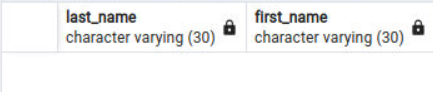 last_name first_name
character varying (30) character varying (30)